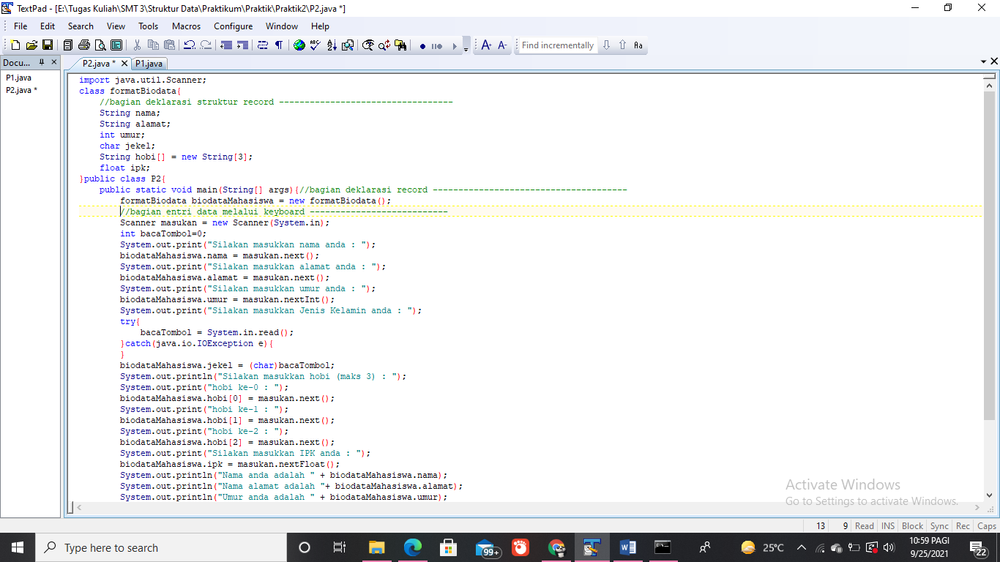 TextPad - [E:\Tugas Kuliah\SMT 3\Struktur Data\Praktikum\Praktik\Praktik2\P2.java *]
File Edit Search View Tools Macros Configure Window Help
Find incrementally
Docu...
P2.java * P1.java
P1.java
P2.java *
import java.util.Scanner;
class formatBiodata{
//bagian deklarasi struktur record ----------------------------------
String nama;
String alamat;
int umur;
char jekel;
String hobi[] = new String[3];
float ipk;
}public class P2{
public static void main(String[] args){//bagian deklarasi record --------------------------------------
formatBiodata biodataMahasiswa = new formatBiodata();
//bagian entri data melalui keyboard ---------------------------
Scanner masukan = new Scanner(System.in);
int bacaTombol=0;
System.out.print("Silakan masukkan nama anda : ");
biodataMahasiswa.nama = masukan.next();
System.out.print("Silakan masukkan alamat anda : ");
biodataMahasiswa.alamat = masukan.next();
System.out.print("Silakan masukkan umur anda : ");
biodataMahasiswa.umur = masukan.nextInt();
System.out.print("Silakan masukkan Jenis Kelamin anda : ");
try{
bacaTombol = System.in.read();
}catch(java.io.IOException e){
}
biodataMahasiswa.jekel = (char)bacaTombol;
System.out.println("Silakan masukkan hobi (maks 3) : ");
System.out.print("hobi ke-0 : ");
biodataMahasiswa.hobi[0] = masukan.next();
System.out.print("hobi ke-1 : ");
biodataMahasiswa.hobi[1] = masukan.next();
System.out.print("hobi ke-2 : ");
biodataMahasiswa.hobi[2] = masukan.next();
System.out.print("Silakan masukkan IPK anda : ");
biodataMahasiswa.ipk = masukan.nextFloat();
System.out.println("Nama anda adalah " + biodataMahasiswa.nama);
System.out.println("Nama alamat adalah "+ biodataMahasiswa.alamat);
System.out.println("Umur anda adalah " + biodataMahasiswa.umur);
Activate Windows
Go to Settings to activate Windows.
13 9 Read INS Block Sync Rec Caps
Type here to search
99+
25°C
10:59 PAGI
9/25/2021
22